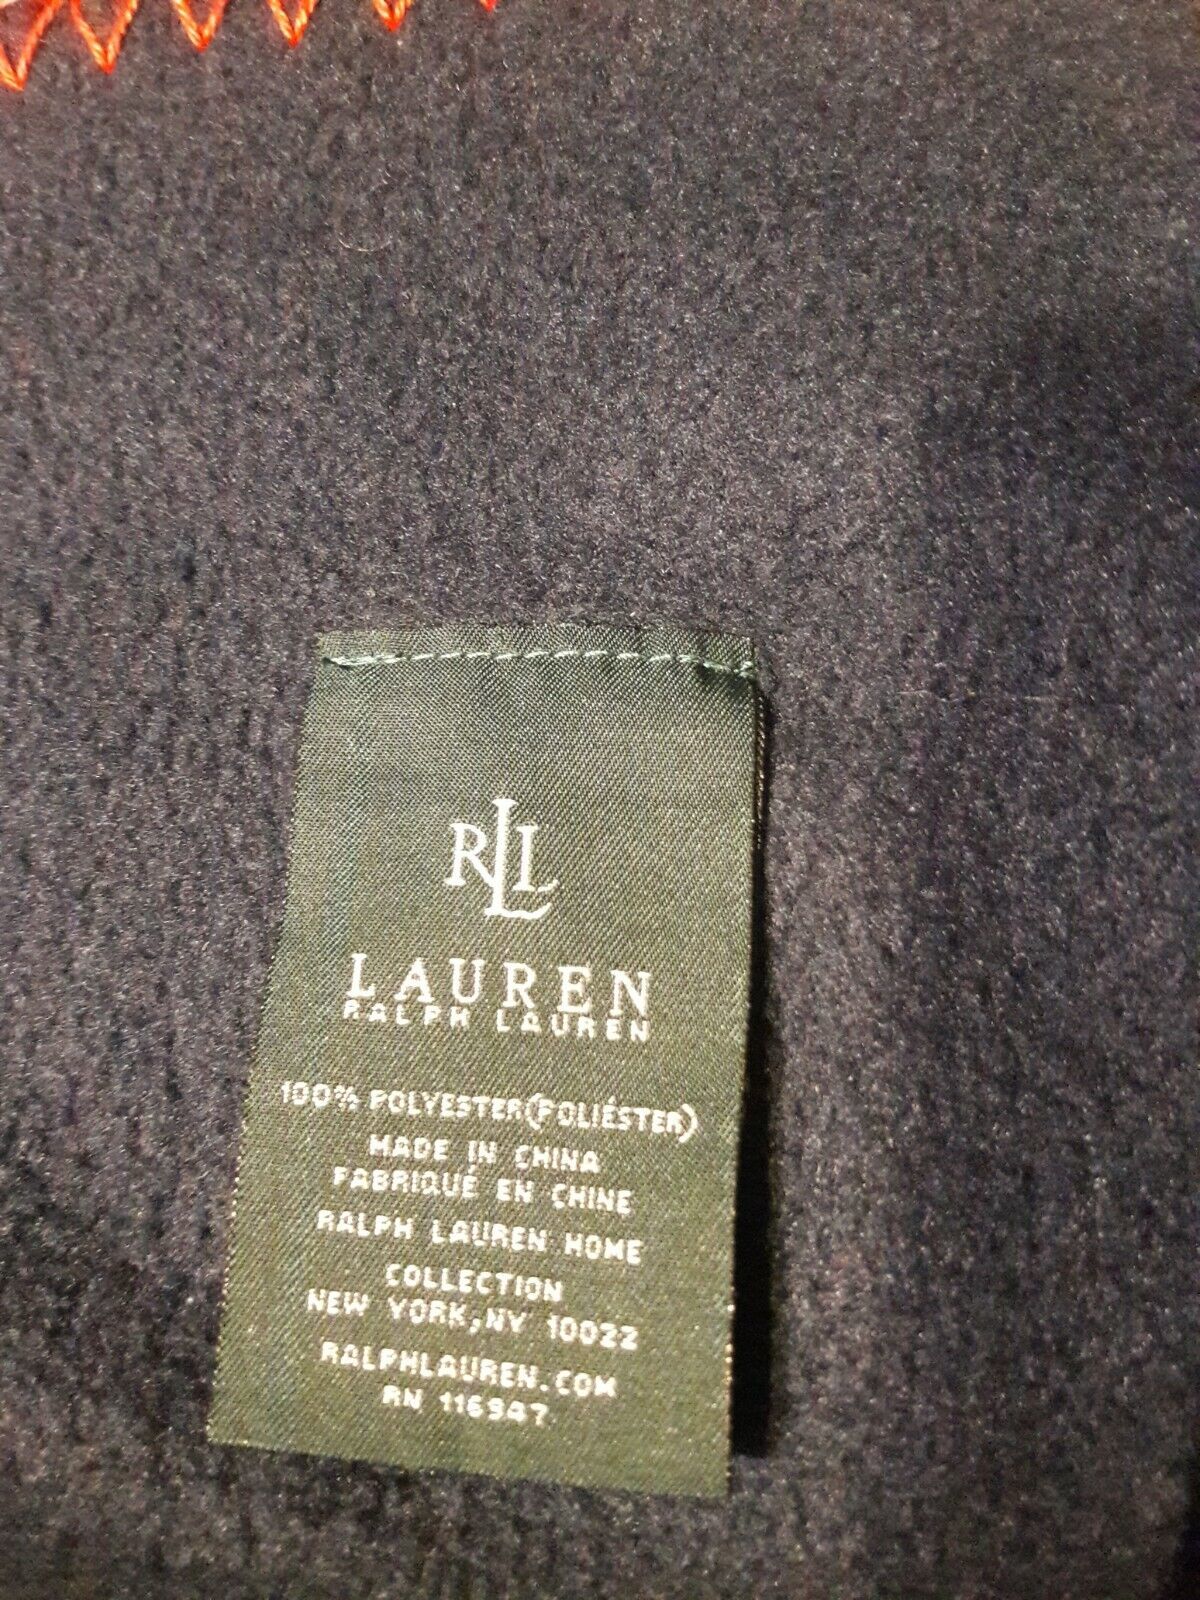 RLL
LAUREN
RALPH LAUREN
100% POLYESTER(POLIÉSTER)
MADE IN CHINA
FABRIQUÉ EN CHINE
RALPH LAUREN HOME
COLLECTION
NEW YORK,NY 10022
RALPHLAUREN.COM
RN 116947